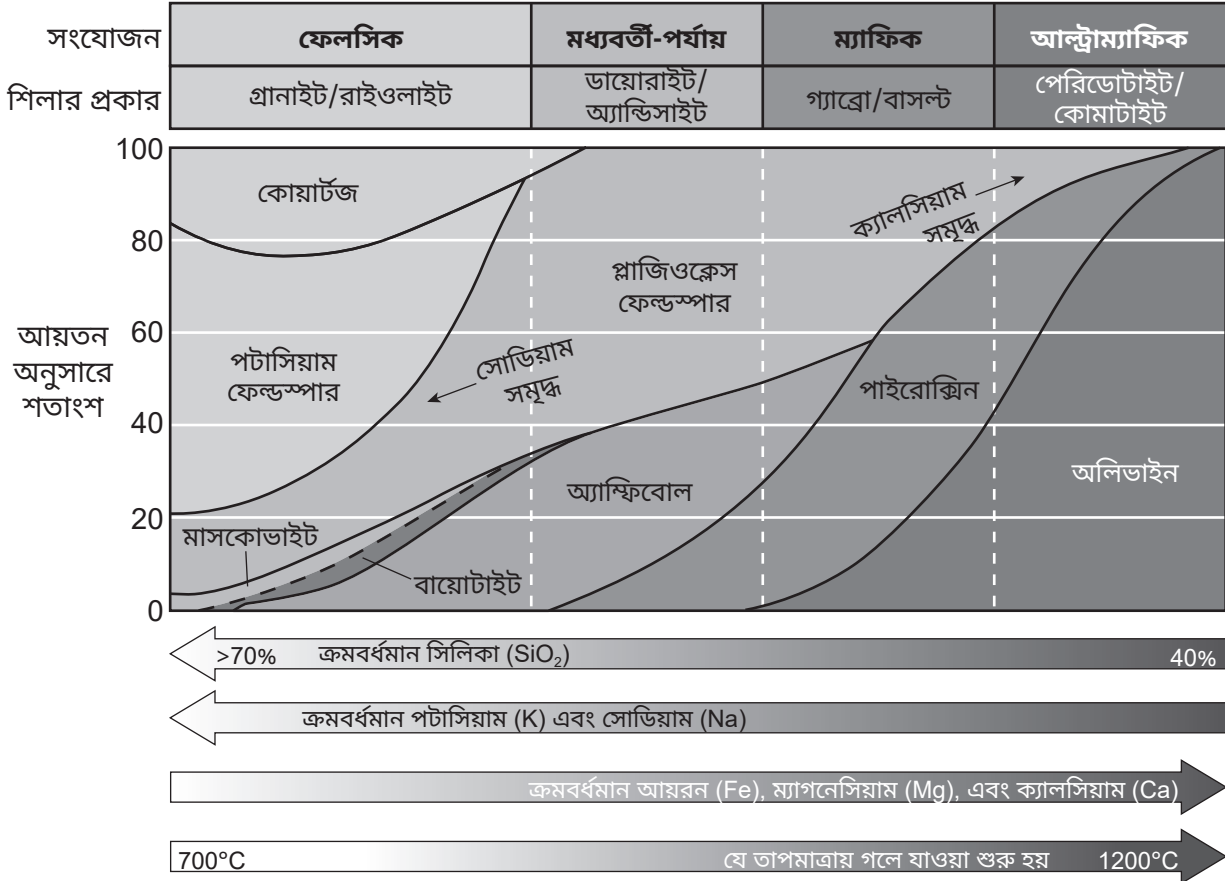 সংযোজন
ফেলসিক
মধ্যবর্তী-পর্যায়
ম্যাফিক
আল্ট্রাম্যাফিক
শিলার প্রকার
গ্রানাইট/রাইওলাইট
ডায়োরাইট/
অ্যান্ডিসাইট
গ্যাব্রো/বাসল্ট
পেরিডোটাইট/
কোমাটাইট
আয়তন
অনুসারে
শতাংশ
100
80
60
40
20
0
কোয়ার্টজ
পটাসিয়াম
ফেল্ডস্পার
সোডিয়াম
সমৃদ্ধ
প্লাজিওক্লেস
ফেল্ডস্পার
ক্যালসিয়াম
সমৃদ্ধ
পাইরোক্সিন
অ্যাম্ফিবোল
অলিভাইন
মাসকোভাইট
বায়োটাইট
>70% ক্রমবর্ধমান সিলিকা (SiO₂) 40%
ক্রমবর্ধমান পটাসিয়াম (K) এবং সোডিয়াম (Na)
ক্রমবর্ধমান আয়রন (Fe), ম্যাগনেসিয়াম (Mg), এবং ক্যালসিয়াম (Ca)
700°C যে তাপমাত্রায় গলে যাওয়া শুরু হয় 1200°C